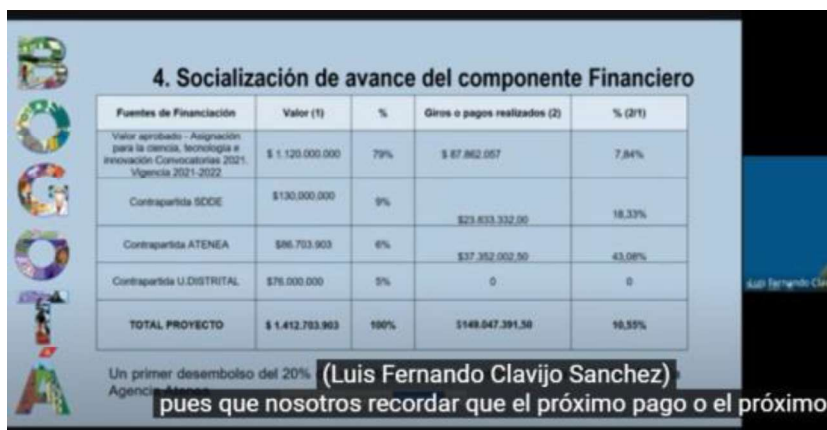 BOGOTÁ
4. Socialización de avance del componente Financiero
Fuentes de Financiación Valor (1) % Giros o pagos realizados (2) % (2/1)
Valor aprobado - Asignación
para la ciencia, tecnología e
innovación Convocatorias 2021.
Vigencia 2021-2022
$ 1.120.000.000 79% $ 87.862.057 7,84%
Contrapartida SDDE $130,000,000 9% $23.833.332,00 18,33%
Contrapartida ATENEA $86.703.903 6% $37.352.002,50 43,08%
Contrapartida U.DISTRITAL $76.000.000 5% 0 0
TOTAL PROYECTO $ 1.412.703.903 100% $149.047.391,50 10,55%
Un primer desembolso del 20%
(Luis Fernando Clavijo Sanchez)
pues que nosotros recordar que el próximo pago o el próximo
Luis Fernando